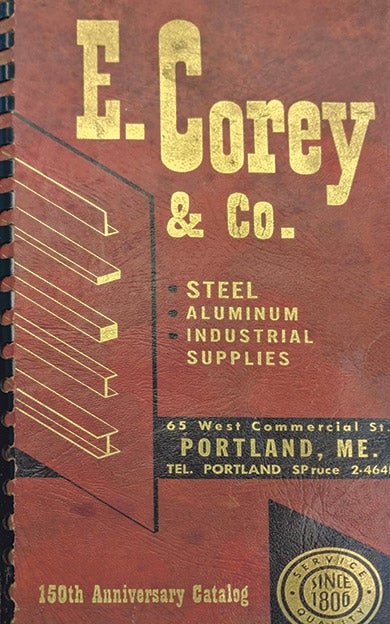 E. Corey
& Co.
• STEEL
• ALUMINUM
• INDUSTRIAL
SUPPLIES
65 West Commercial St.
PORTLAND, ME.
TEL. PORTLAND SPruce 2-464
150th Anniversary Catalog
SERVICE
SINCE
1806
QUALITY